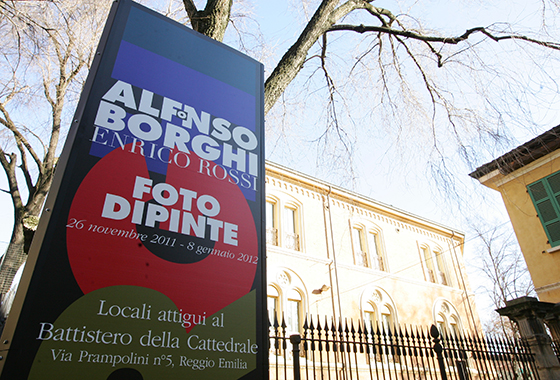 ALFONSO
BORGHI
ENRICO ROSSI
FOTO
DIPINTE
26 novembre 2011 - 8 gennaio 2012
Locali attigui al
Battistero della Cattedrale
Via Prampolini n°5, Reggio Emilia